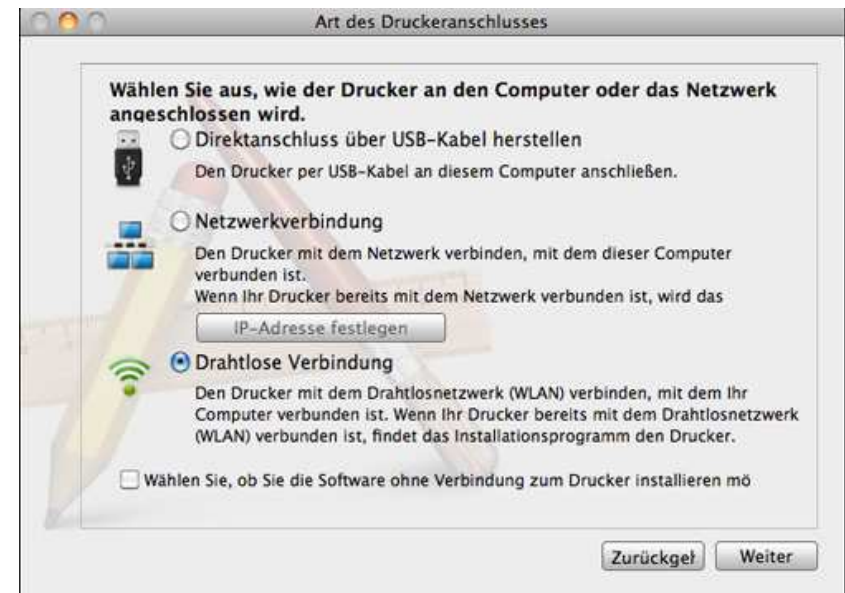 Art des Druckeranschlusses
Wählen Sie aus, wie der Drucker an den Computer oder das Netzwerk
angeschlossen wird.
Direktanschluss über USB-Kabel herstellen
Den Drucker per USB-Kabel an diesem Computer anschließen.
Netzwerkverbindung
Den Drucker mit dem Netzwerk verbinden, mit dem dieser Computer
verbunden ist.
Wenn Ihr Drucker bereits mit dem Netzwerk verbunden ist, wird das
IP-Adresse festlegen
Drahtlose Verbindung
Den Drucker mit dem Drahtlosnetzwerk (WLAN) verbinden, mit dem Ihr
Computer verbunden ist. Wenn Ihr Drucker bereits mit dem Drahtlosnetzwerk
(WLAN) verbunden ist, findet das Installationsprogramm den Drucker.
Wählen Sie, ob Sie die Software ohne Verbindung zum Drucker installieren mö
Zurückgeh Weiter